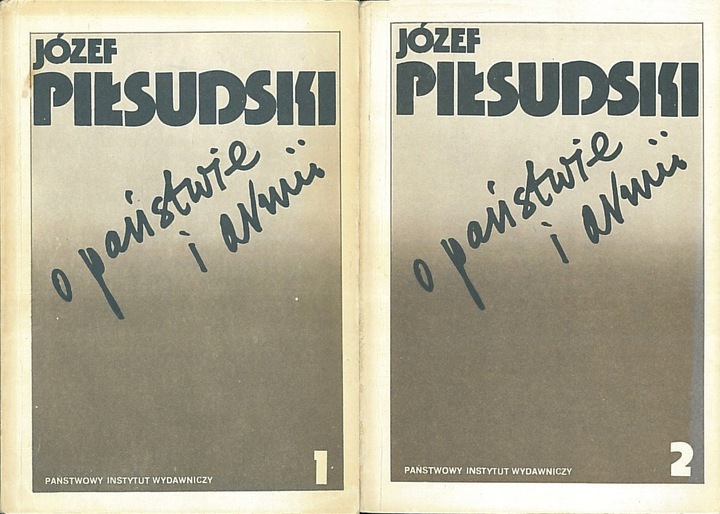 JÓZEF
PIŁSUDSKI
o państwie
i armii
PAŃSTWOWY INSTYTUT WYDAWNICZY
1
JÓZEF
PIŁSUDSKI
o państwie
i armii
PAŃSTWOWY INSTYTUT WYDAWNICZY
2